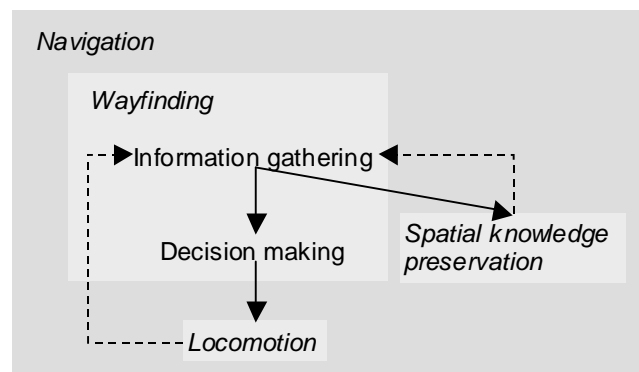 Navigation
Wayfinding
Information gathering
Decision making
Spatial knowledge
preservation
Locomotion